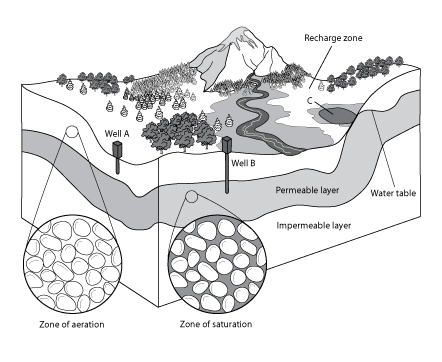 Recharge zone
C
Well A
Well B
Permeable layer
Water table
Impermeable layer
Zone of aeration
Zone of saturation